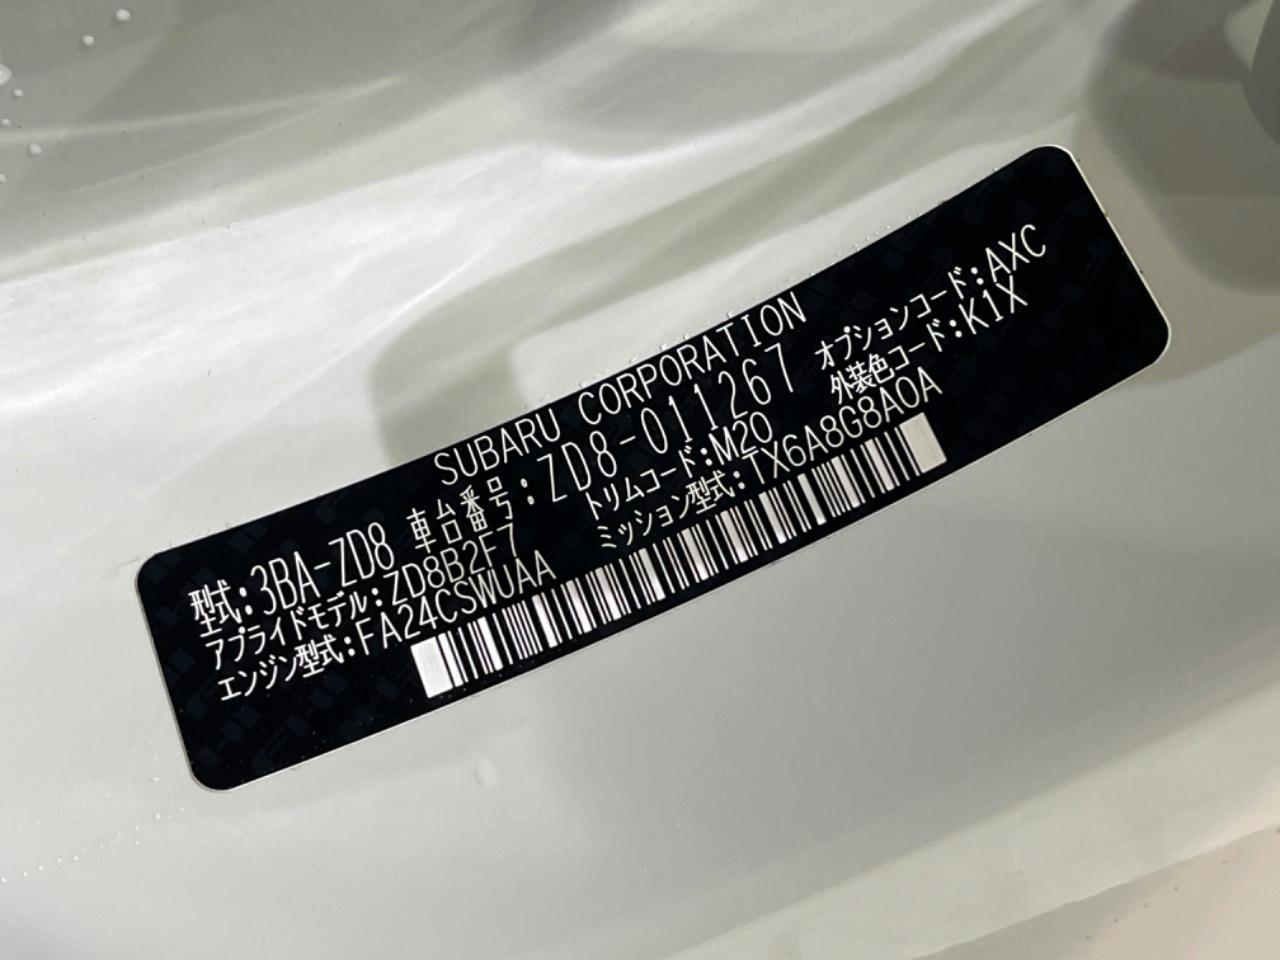 SUBARU CORPORATION
型式:3BA-ZD8 車台番号:ZD8-011267 オプションコード:AXC
アプライドモデル:ZD8B2F7 トリムコード:M20 外装色コード:K1X
エンジン型式:FA24CSWUAA ミッション型式:TX6A8G8A0A